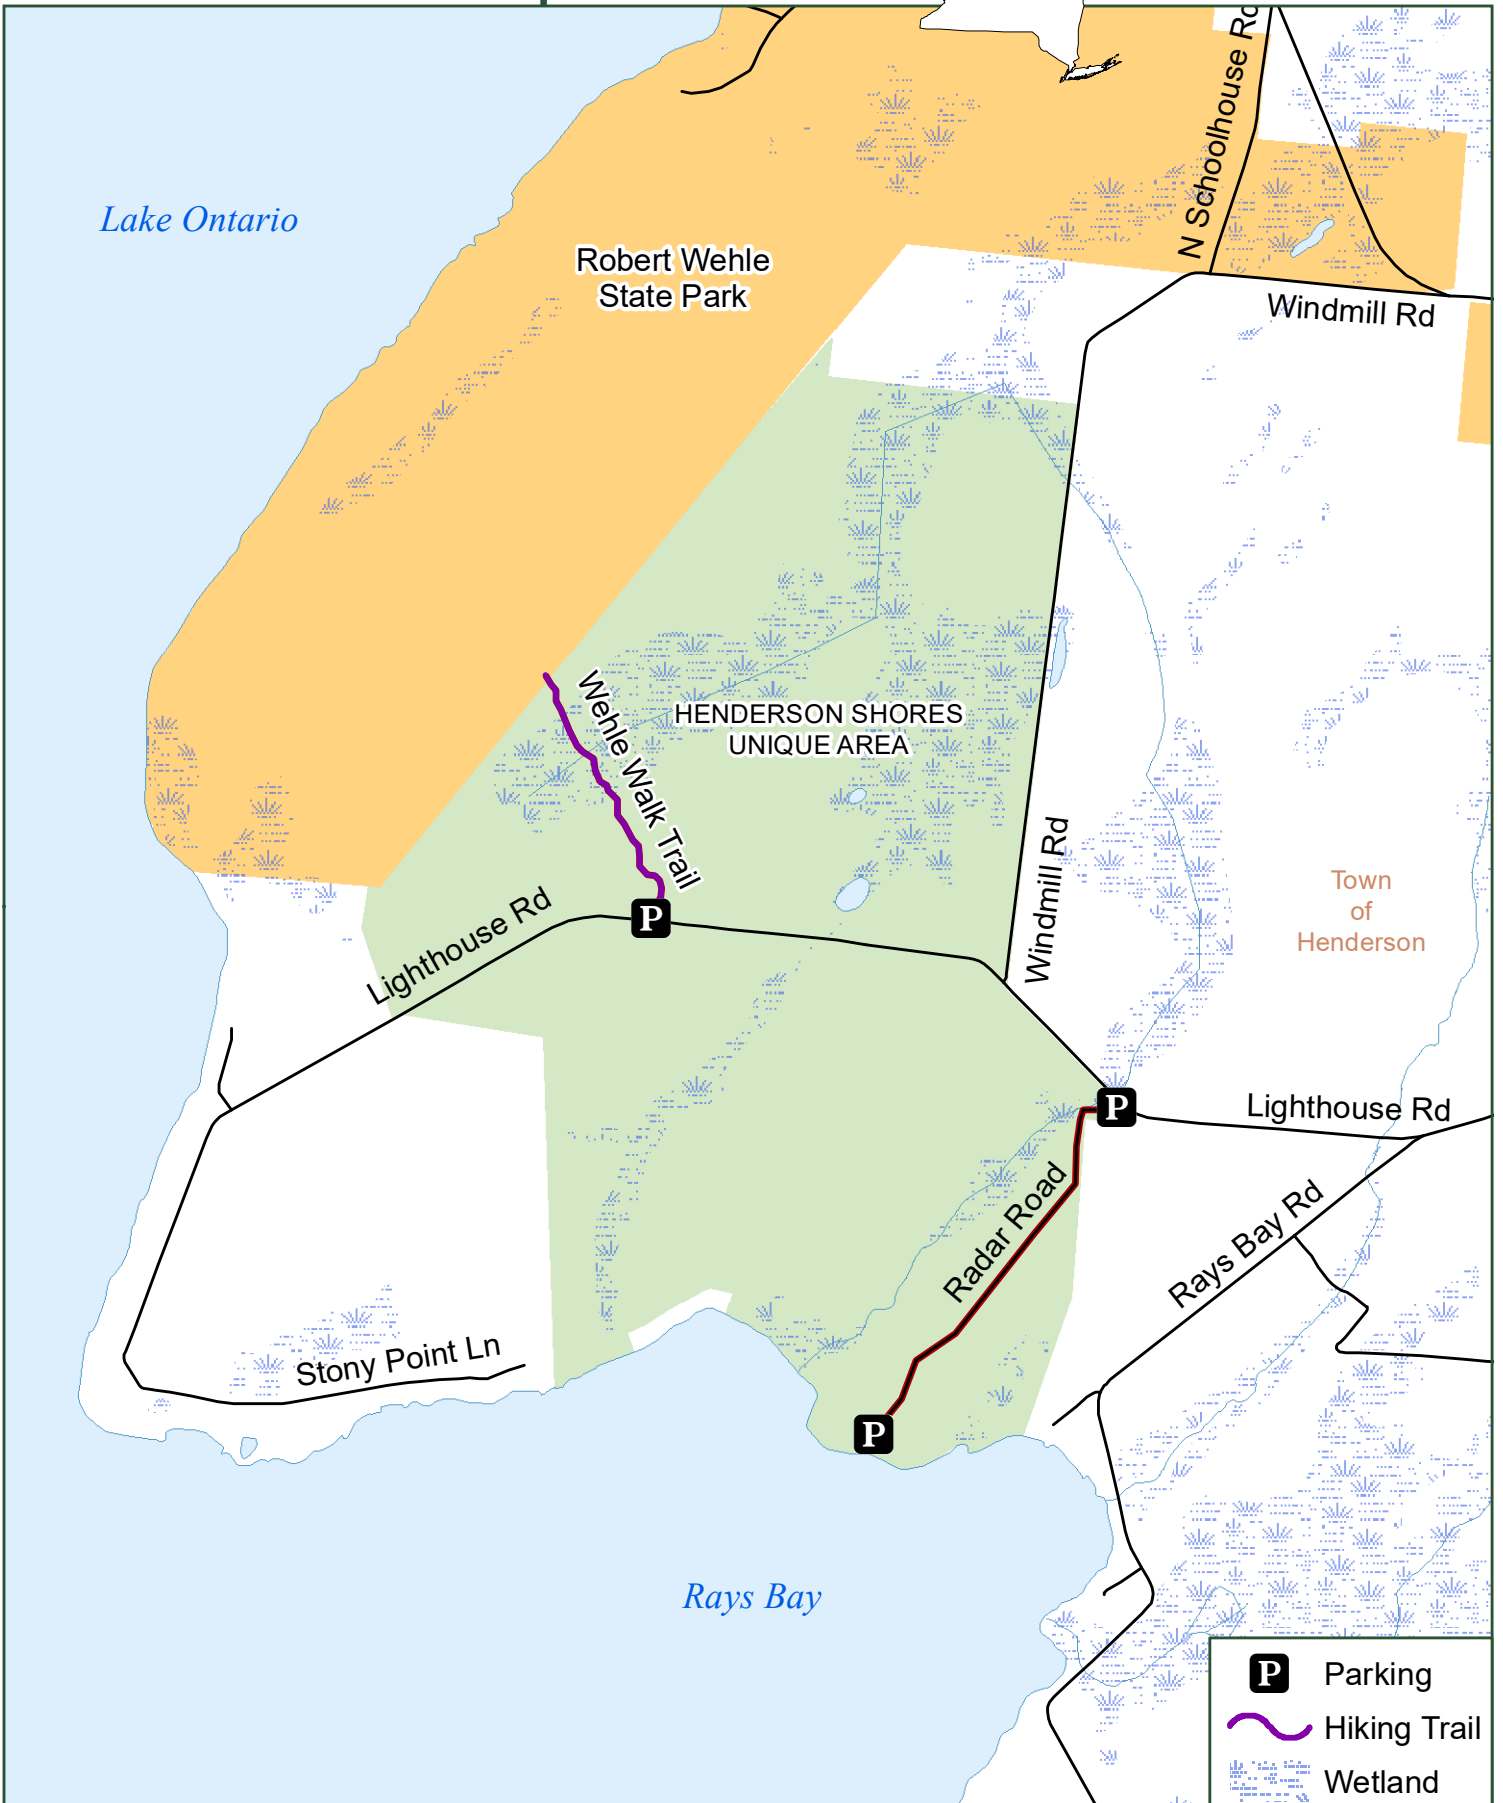 N Schoolhouse Rd
Lake Ontario
Robert Wehle
State Park
Windmill Rd
Wehle Walk Trail
HENDERSON SHORES
UNIQUE AREA
Windmill Rd
Town
of
Henderson
Lighthouse Rd
P
P
Lighthouse Rd
Radar Road
Rays Bay Rd
Stony Point Ln
P
Rays Bay
P Parking
Hiking Trail
Wetland